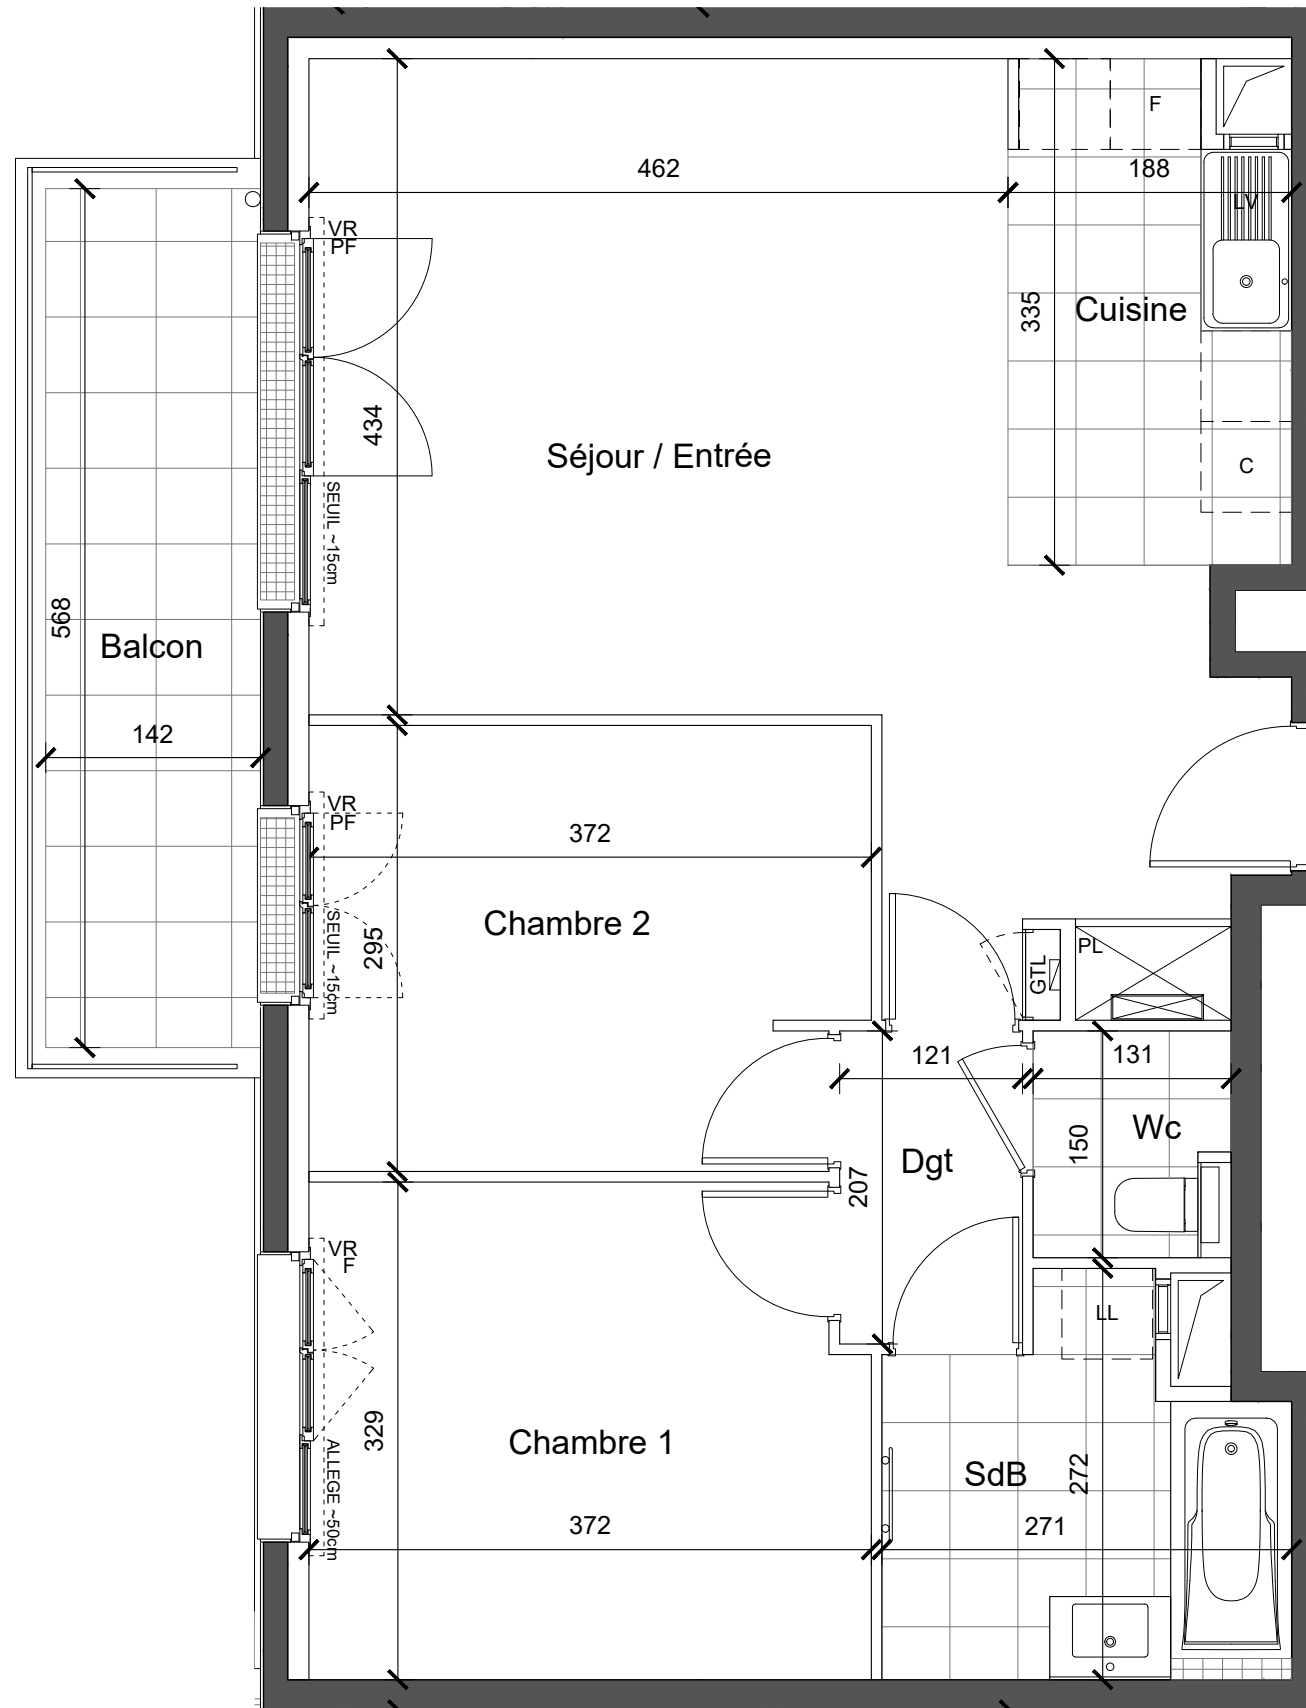 F
462
188
LV
VR
PF
335
Cuisine
434
Séjour / Entrée
C
SEUIL ~15cm
568
Balcon
142
VR
PF
372
Chambre 2
SEUIL ~15cm
295
GTL
PL
121
131
Wc
150
Dgt
207
VR
F
LL
329
Chambre 1
ALLEGE ~50cm
SdB
272
372
271